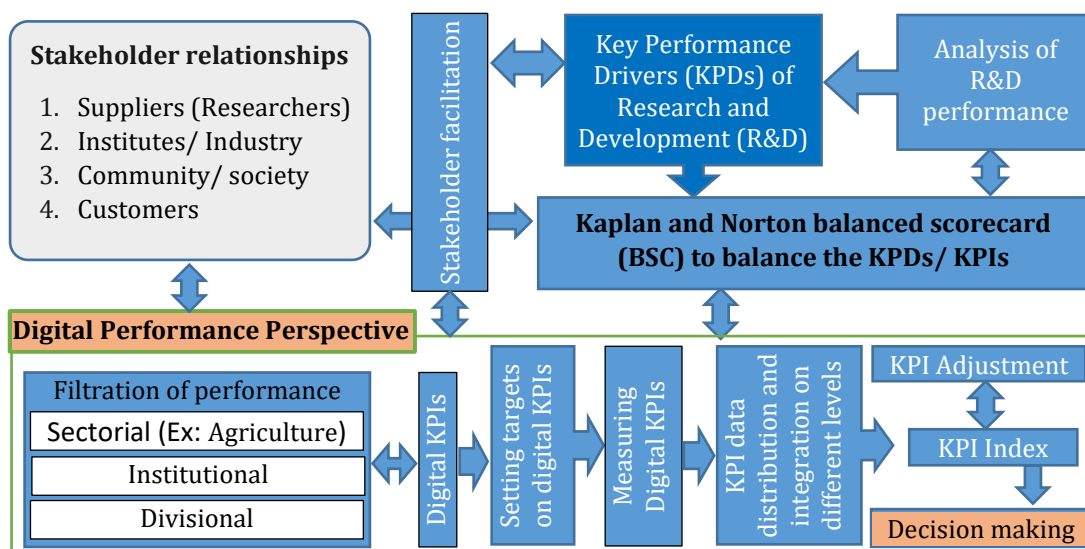 Stakeholder relationships
1. Suppliers (Researchers)
2. Institutes/ Industry
3. Community/ society
4. Customers
Stakeholder facilitation
Key Performance
Drivers (KPDs) of
Research and
Development (R&D)
Analysis of
R&D
performance
Kaplan and Norton balanced scorecard
(BSC) to balance the KPDs/ KPIs
Digital Performance Perspective
Filtration of performance
Sectorial (Ex: Agriculture)
Institutional
Divisional
Digital KPIs
Setting targets
on digital KPIs
Measuring
Digital KPIs
KPI data
distribution and
integration on
different levels
KPI Adjustment
KPI Index
Decision making